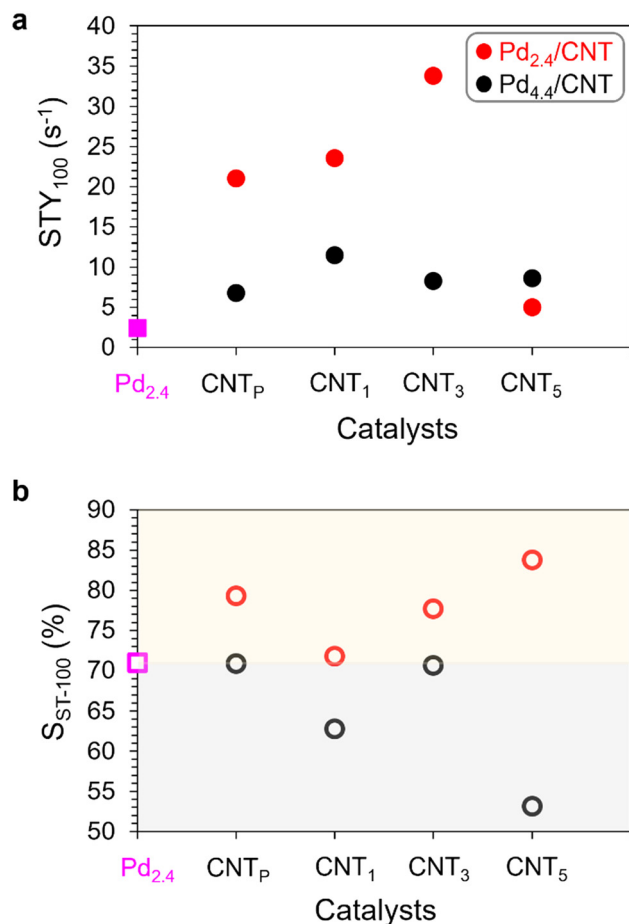 a
STY₁₀₀ (s⁻¹)
40
35
30
25
20
15
10
5
0
Pd₂.₄/CNT
Pd₄.₄/CNT
Pd₂.₄
CNTₚ
CNT₁
CNT₃
CNT₅
Catalysts
b
S_ST-100 (%)
90
85
80
75
70
65
60
55
50
Pd₂.₄
CNTₚ
CNT₁
CNT₃
CNT₅
Catalysts